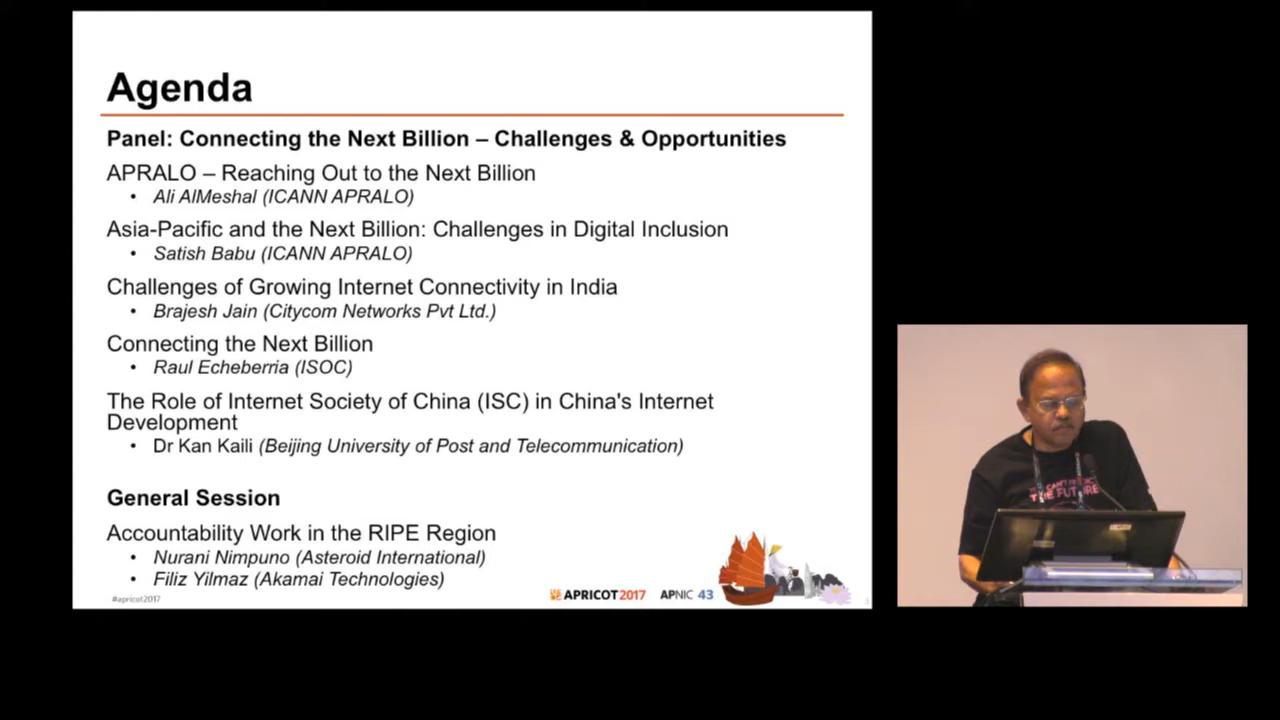 Agenda
Panel: Connecting the Next Billion – Challenges & Opportunities
APRALO – Reaching Out to the Next Billion
• Ali AlMeshal (ICANN APRALO)
Asia-Pacific and the Next Billion: Challenges in Digital Inclusion
• Satish Babu (ICANN APRALO)
Challenges of Growing Internet Connectivity in India
• Brajesh Jain (Citycom Networks Pvt Ltd.)
Connecting the Next Billion
• Raul Echeberria (ISOC)
The Role of Internet Society of China (ISC) in China's Internet
Development
• Dr Kan Kaili (Beijing University of Post and Telecommunication)
General Session
Accountability Work in the RIPE Region
• Nurani Nimpuno (Asteroid International)
• Filiz Yilmaz (Akamai Technologies)
#apricot2017
APRICOT 2017 APNIC 43
THE FUTURE